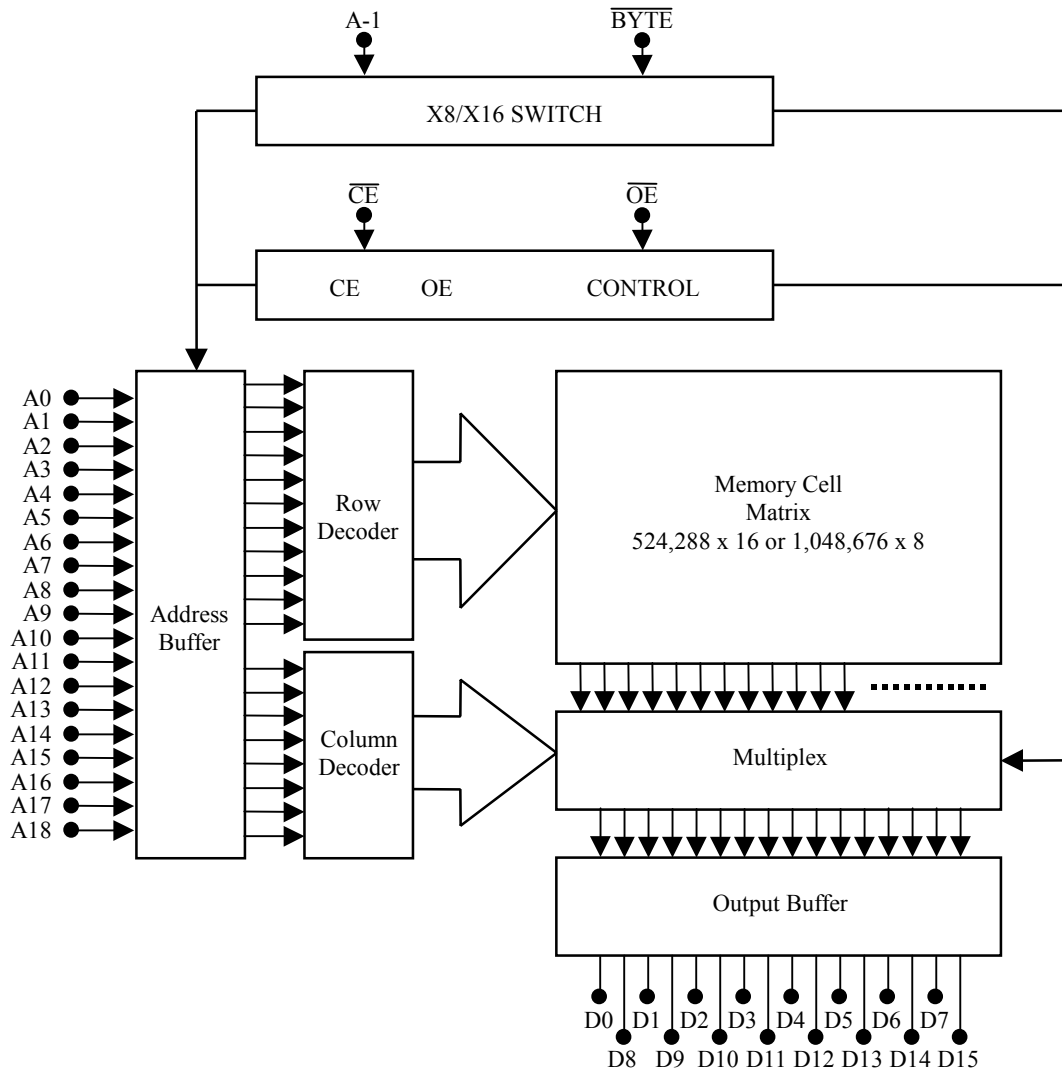 A-1 B̅Y̅T̅E̅
X8/X16 SWITCH
C̅E̅ O̅E̅
CE OE CONTROL
A0
A1
A2
A3
A4
A5
A6
A7
A8
A9
A10
A11
A12
A13
A14
A15
A16
A17
A18
Address
Buffer
Row
Decoder
Column
Decoder
Memory Cell
Matrix
524,288 x 16 or 1,048,676 x 8
Multiplex
Output Buffer
D0 D1 D2 D3 D4 D5 D6 D7
D8 D9 D10 D11 D12 D13 D14 D15